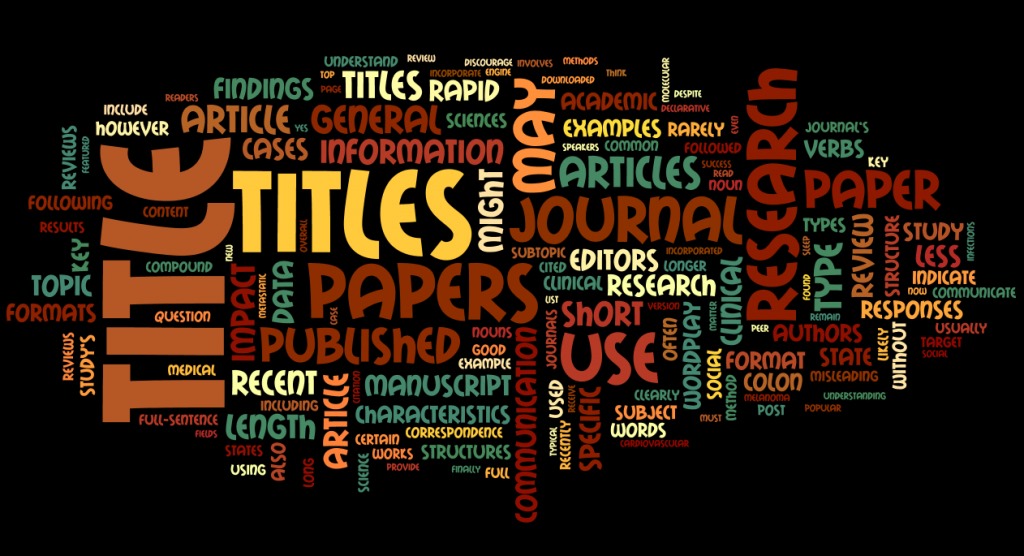 UNDERSTAND
REVIEW
DISCOURAGE
INVOLVES
METHODS
FINDINGS
TOP
PAGE
TITLES
INCORPORATE
ENGINE
RAPID
DOWNLOADED
THINK
MOLECULAR
DESPITE
DECLARATIVE
READERS
INCLUDE
HOWEVER
ARTICLE
YES
GENERAL
SCIENCES
MAY
ACADEMIC
EXAMPLES
RARELY
EVEN
RESEARCH
JOURNAL'S
VERBS
KEY
REVIEWS
FEATURED
CASES
INFORMATION
SPEAKERS
COMMON
FOLLOWED
SUCCESS
READ
NOUN
ARTICLES
PAPER
FOLLOWING
RESULTS
TITLE
CONTENT
TITLES
OVERALL
NEW
MIGHT
JOURNAL
SLEEP
TYPES
REVIEW
STRUCTURE
STUDY
LESS
INFECTIONS
KEY
TOPIC
COMPOUND
IMPACT
METASTATIC
DATA
PAPERS
CASE
SUBTOPIC
CITED
EDITORS
INCORPORATED
LONGER
CLINICAL
RESEARCH
CLINICAL
MATTER
FOUND
TYPE
REMAIN
INDICATE
NOW
COMMUNICATE
RESPONSES
FORMATS
QUESTION
PUBLISHED
NOUNS
GOOD
EXAMPLE
LIST
JOURNALS
SHORT
VERSION
USE
OFTEN
WORDPLAY
PEER
AUTHORS
LIKELY
WITHOUT
USUALLY
TARGET
SOCIAL
REVIEWS
STUDY'S
MEDICAL
RECENT
INCLUDING
ARTICLE
CITATION
MANUSCRIPT
COMMUNICATION
USED
RECEIVE
SPECIFIC
CLEARLY
SOCIAL
METHOD
FORMAT
COLON
STATE
MISLEADING
MELANOMA
UNDERSTANDING
POST
POPULAR
FULL-SENTENCE
FIELDS
LENGTH
CHARACTERISTICS
CERTAIN
CORRESPONDENCE
TYPICAL
RECENTLY
SUBJECT
MUST
WORDS
CARDIOVASCULAR
STATES
USING
ALSO
LONG
SCIENCE
WORKS
STRUCTURES
PROVIDE
FINALLY
FULL